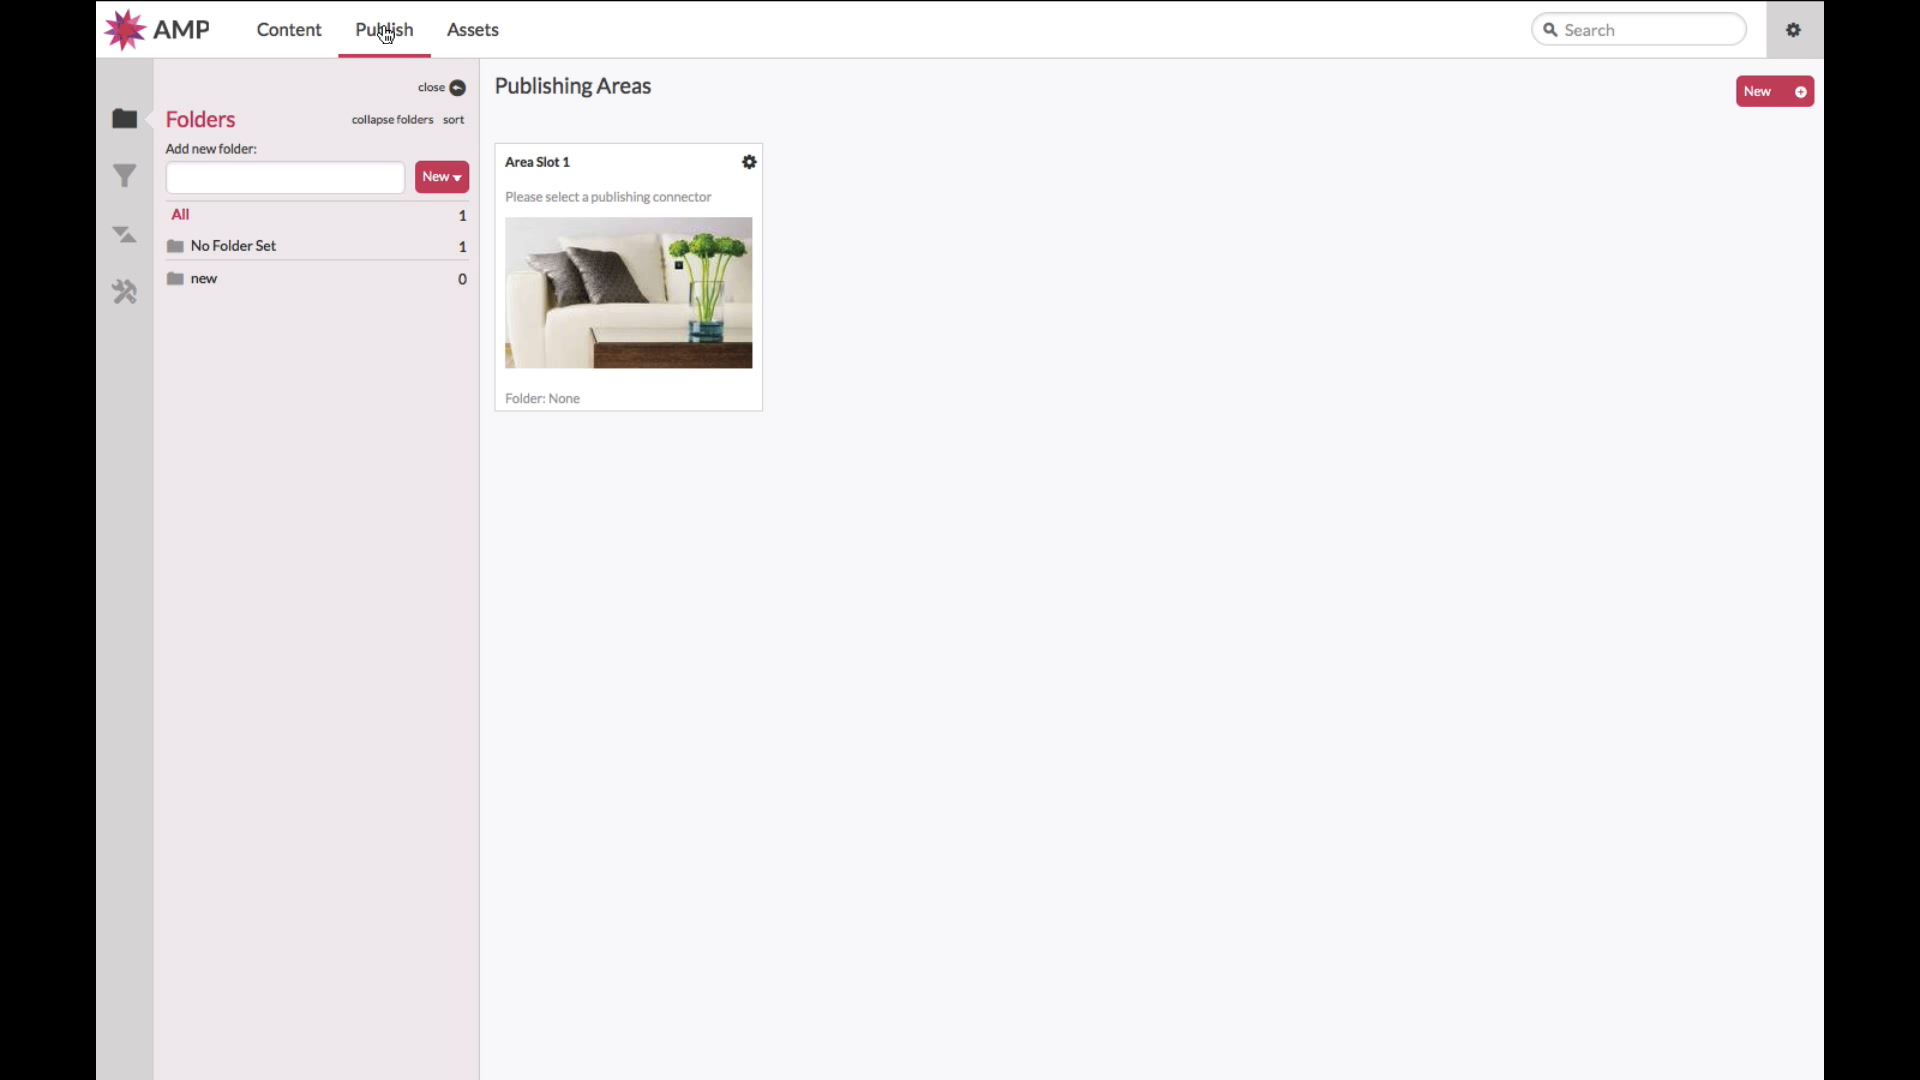 AMP
Content
Publish
Assets
Search
close
Folders
collapse folders
sort
Add new folder:
New
All
1
No Folder Set
1
new
0
Publishing Areas
New
Area Slot 1
Please select a publishing connector
Folder: None